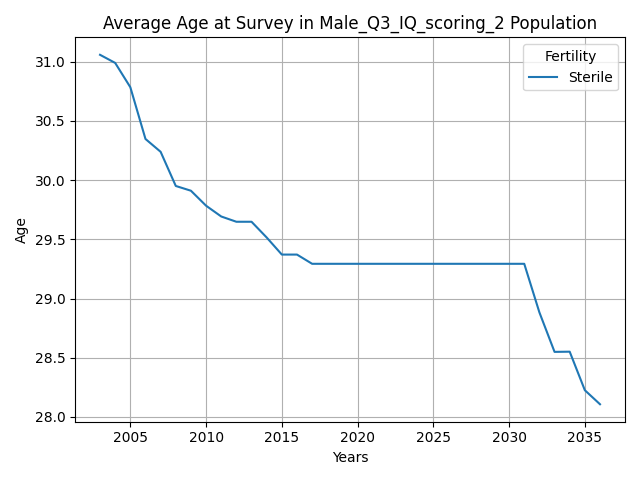 Average Age at Survey in Male_Q3_IQ_scoring_2 Population
Fertility
Sterile
31.0
30.5
30.0
29.5
29.0
28.5
28.0
Age
2005 2010 2015 2020 2025 2030 2035
Years